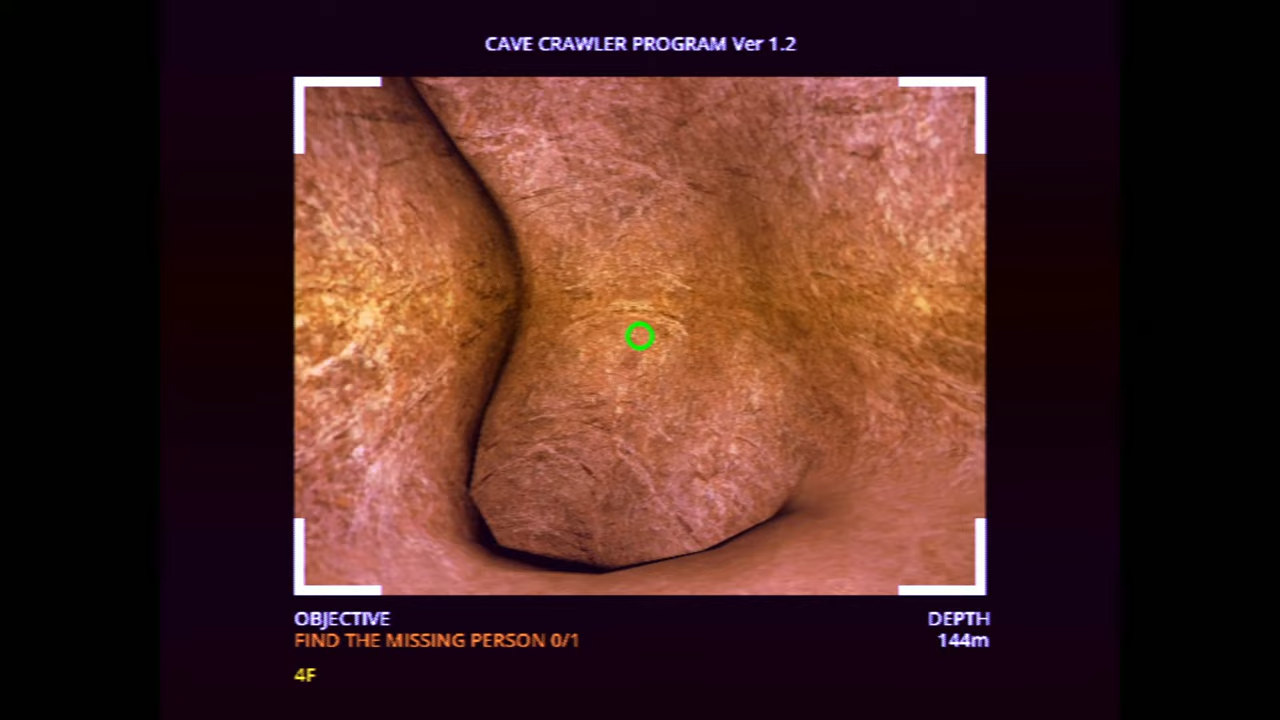 CAVE CRAWLER PROGRAM Ver 1.2
OBJECTIVE
FIND THE MISSING PERSON 0/1
DEPTH
144m
4F